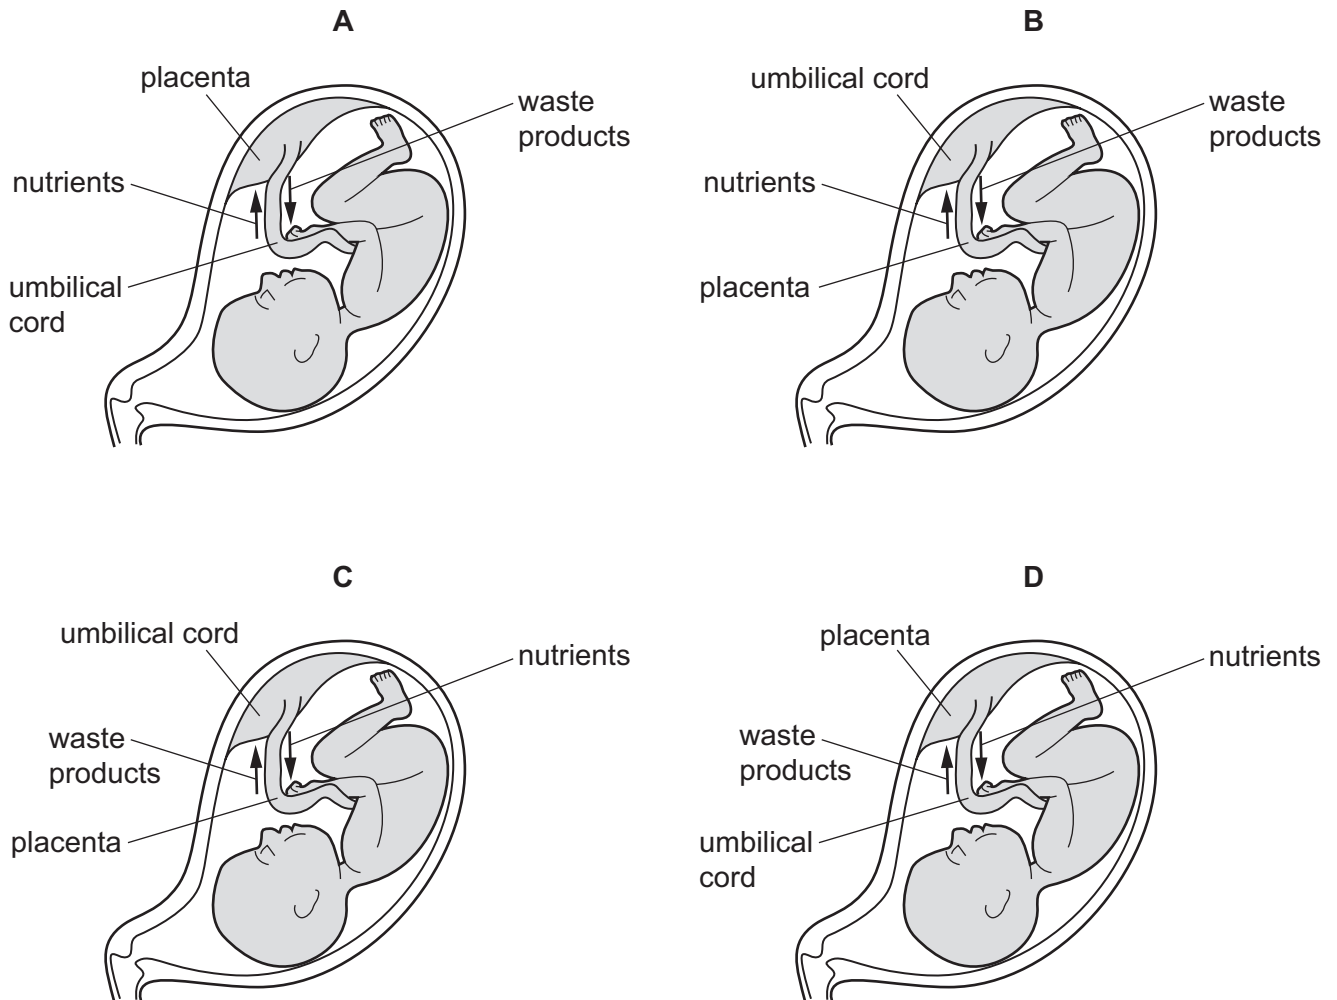 A
placenta
waste
products
nutrients
umbilical
cord
B
umbilical cord
waste
products
nutrients
placenta
C
umbilical cord
nutrients
waste
products
placenta
D
placenta
nutrients
waste
products
umbilical
cord